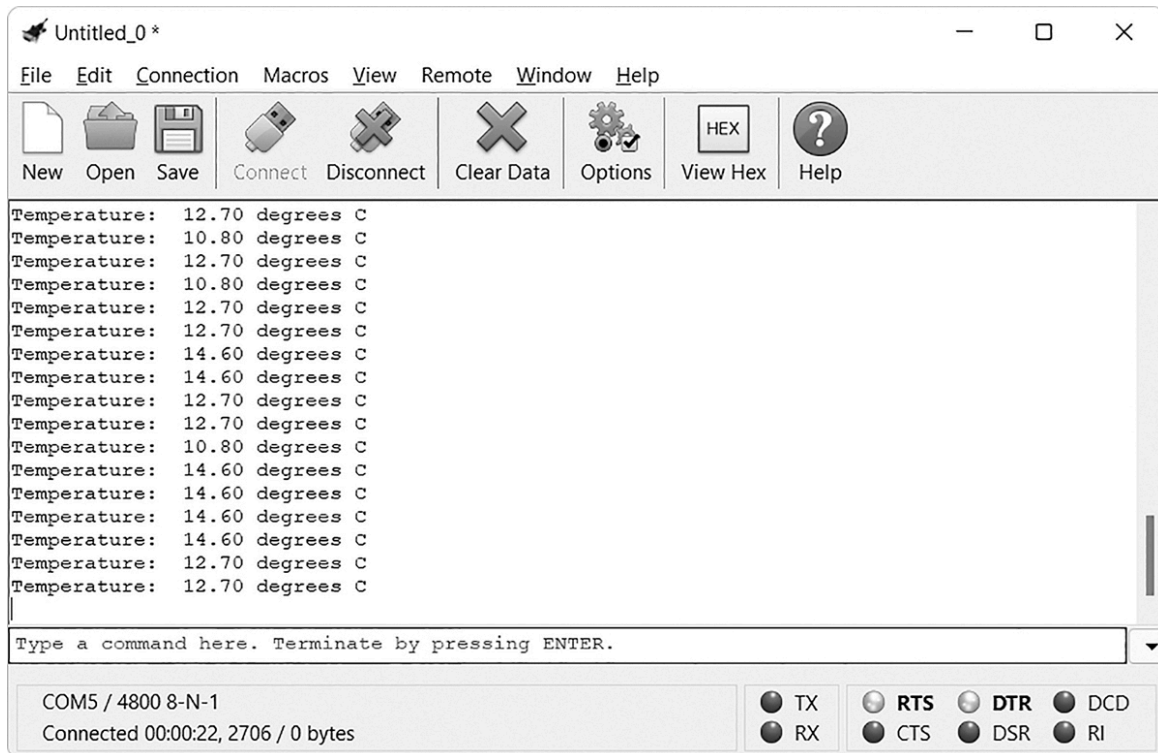 Untitled_0 *
File Edit Connection Macros View Remote Window Help
HEX ?
New Open Save Connect Disconnect Clear Data Options View Hex Help
Temperature: 12.70 degrees C
Temperature: 10.80 degrees C
Temperature: 12.70 degrees C
Temperature: 10.80 degrees C
Temperature: 12.70 degrees C
Temperature: 12.70 degrees C
Temperature: 14.60 degrees C
Temperature: 14.60 degrees C
Temperature: 12.70 degrees C
Temperature: 12.70 degrees C
Temperature: 10.80 degrees C
Temperature: 14.60 degrees C
Temperature: 14.60 degrees C
Temperature: 14.60 degrees C
Temperature: 14.60 degrees C
Temperature: 12.70 degrees C
Temperature: 12.70 degrees C
Type a command here. Terminate by pressing ENTER.
COM5 / 4800 8-N-1 TX RTS DTR DCD
Connected 00:00:22, 2706 / 0 bytes RX CTS DSR RI